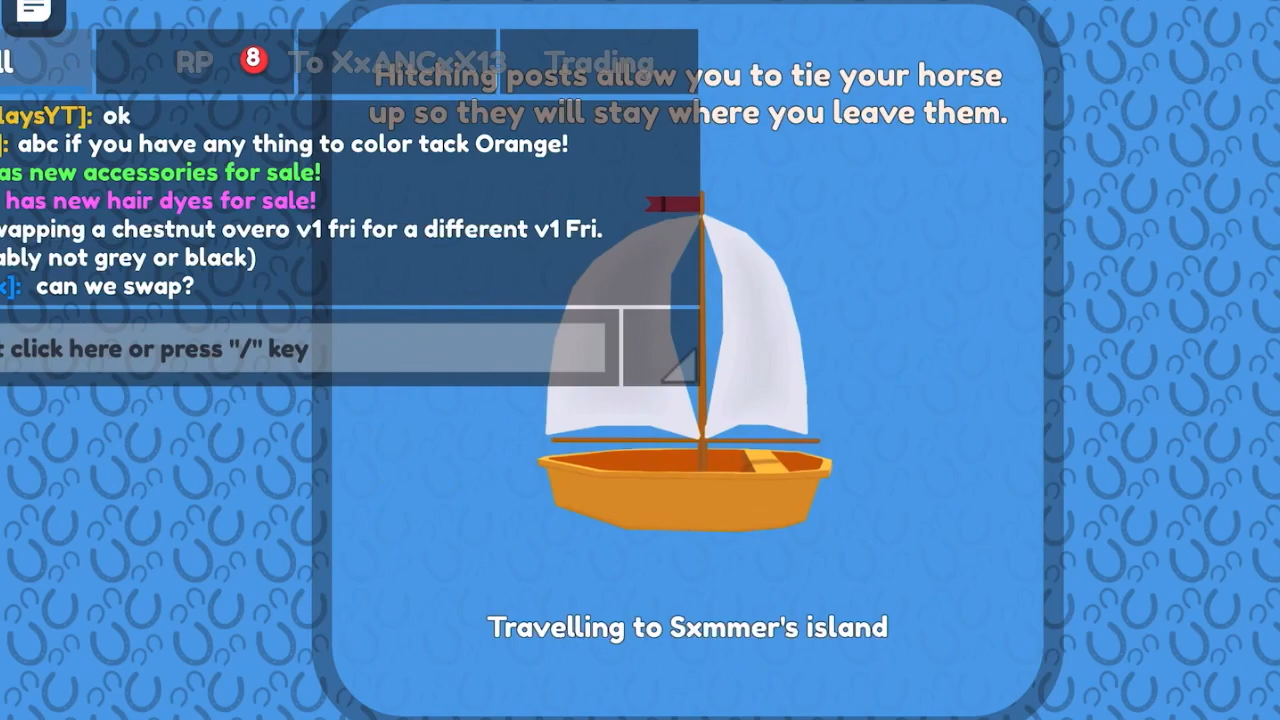 RP 8 To XxANCxX13 Trading
Hitching posts allow you to tie your horse
up so they will stay where you leave them.
laysYT]: ok
]: abc if you have any thing to color tack Orange!
as new accessories for sale!
has new hair dyes for sale!
wapping a chestnut overo v1 fri for a different v1 Fri.
ably not grey or black)
k]: can we swap?
t click here or press "/" key
Travelling to Sxmmer's island